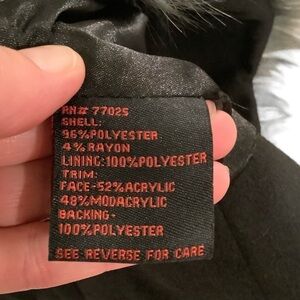 RN# 77025
SHELL:
96%POLYESTER
4%RAYON
LINING:100%POLYESTER
TRIM:
FACE-52%ACRYLIC
48%MODACRYLIC
BACKING-
100%POLYESTER
SEE REVERSE FOR CARE